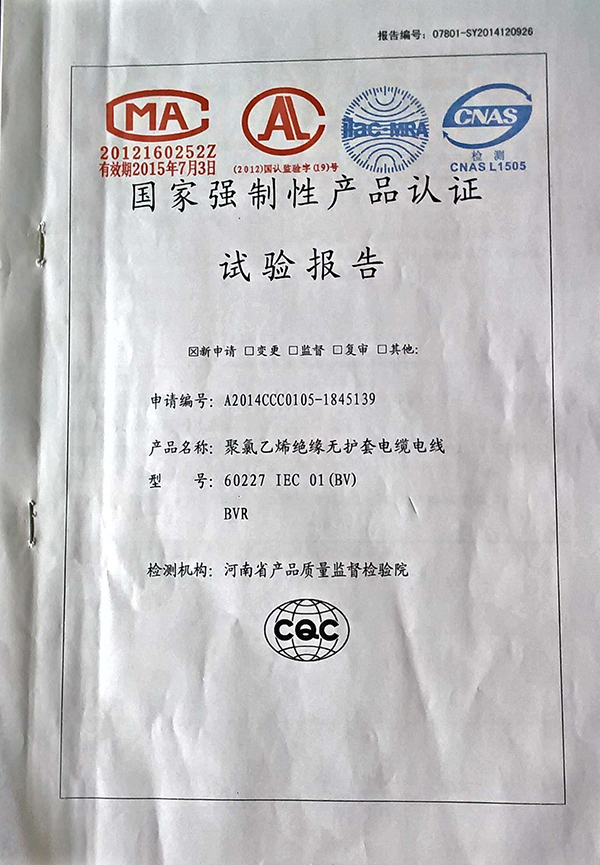 报告编号: 07801-SY2014120926
CMA
AL
ilac-MRA
CNAS
2012160252Z
有效期2015年7月3日
(2012)国认监验字(19)号
检 测
CNAS L1505
国家强制性产品认证
试验报告
☒新申请 □变更 □监督 □复审 □其他:
申请编号: A2014CCC0105-1845139
产品名称: 聚氯乙烯绝缘无护套电缆电线
型 号: 60227 IEC 01(BV)
BVR
检测机构: 河南省产品质量监督检验院
CQC